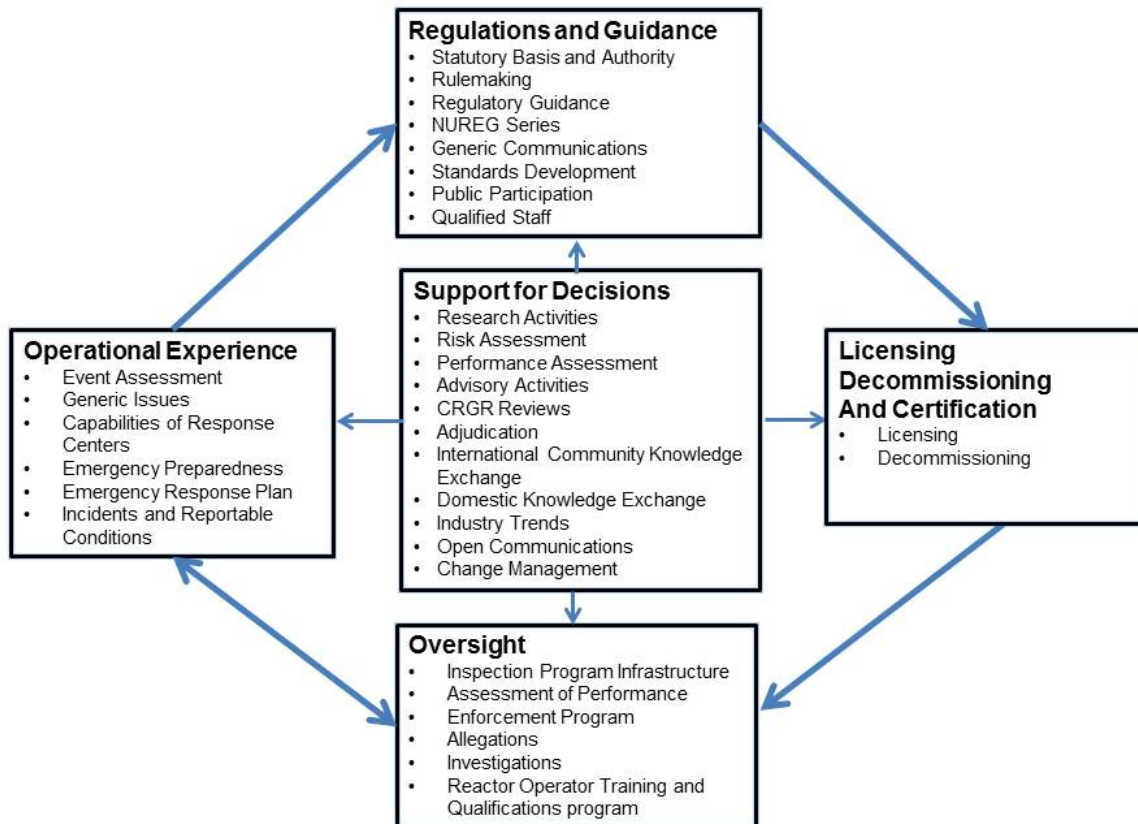 Regulations and Guidance
• Statutory Basis and Authority
• Rulemaking
• Regulatory Guidance
• NUREG Series
• Generic Communications
• Standards Development
• Public Participation
• Qualified Staff
Support for Decisions
• Research Activities
• Risk Assessment
• Performance Assessment
• Advisory Activities
• CRGR Reviews
• Adjudication
• International Community Knowledge
Exchange
• Domestic Knowledge Exchange
• Industry Trends
• Open Communications
• Change Management
Operational Experience
• Event Assessment
• Generic Issues
• Capabilities of Response
Centers
• Emergency Preparedness
• Emergency Response Plan
• Incidents and Reportable
Conditions
Licensing
Decommissioning
And Certification
• Licensing
• Decommissioning
Oversight
• Inspection Program Infrastructure
• Assessment of Performance
• Enforcement Program
• Allegations
• Investigations
• Reactor Operator Training and
Qualifications program